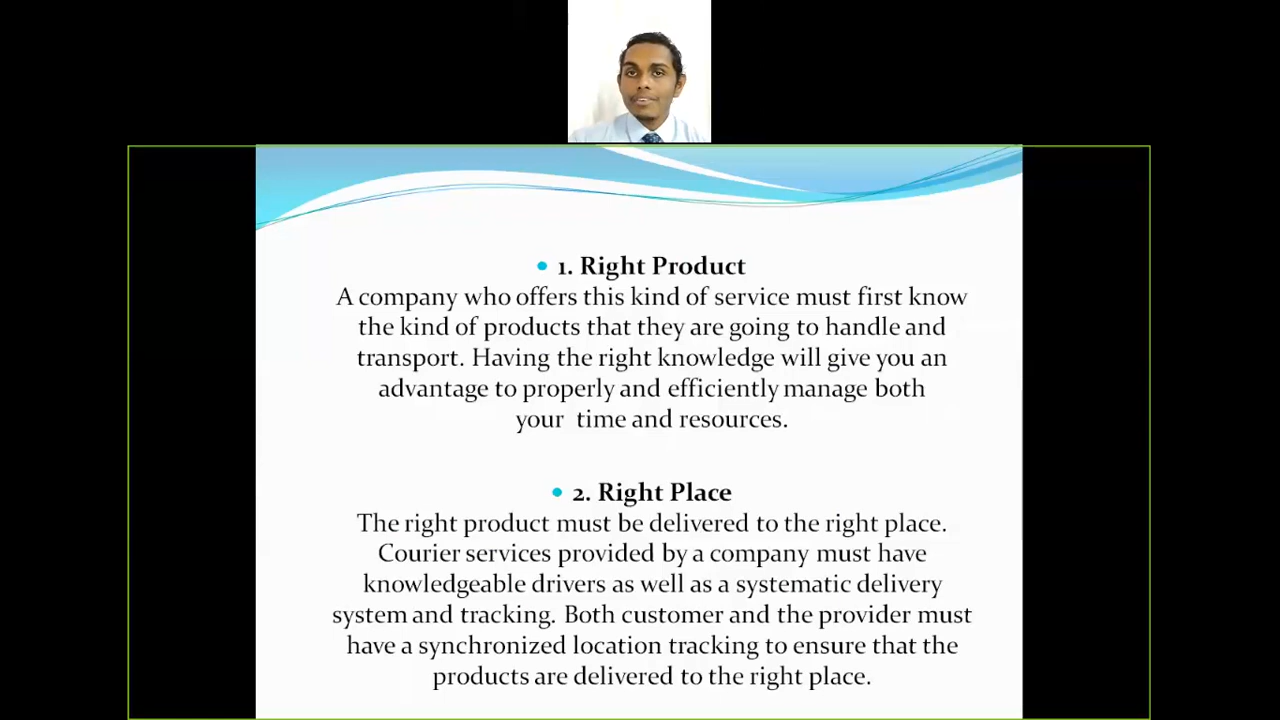 • 1. Right Product
A company who offers this kind of service must first know
the kind of products that they are going to handle and
transport. Having the right knowledge will give you an
advantage to properly and efficiently manage both
your time and resources.
• 2. Right Place
The right product must be delivered to the right place.
Courier services provided by a company must have
knowledgeable drivers as well as a systematic delivery
system and tracking. Both customer and the provider must
have a synchronized location tracking to ensure that the
products are delivered to the right place.